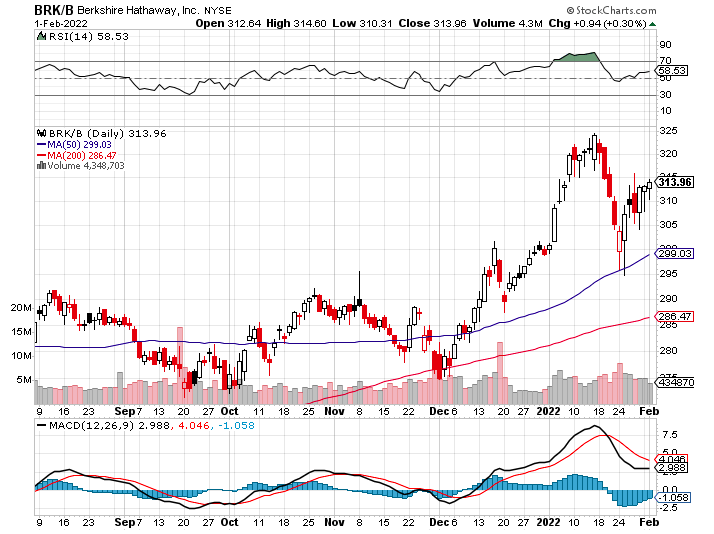 BRK/B Berkshire Hathaway, Inc. NYSE © StockCharts.com
1-Feb-2022 Open 312.64 High 314.60 Low 310.31 Close 313.96 Volume 4.3M Chg +0.94 (+0.30%)
RSI(14) 58.53
90
70
58.53
50
30
10
BRK/B (Daily) 313.96
MA(50) 299.03
MA(200) 286.47
Volume 4,348,703
325
320
315
313.96
310
305
299.03
295
290
286.47
285
280
275
434870
20M
15M
10M
5M
9 16 23 Sep 7 13 20 27 Oct 11 18 25 Nov 8 15 22 Dec 6 13 20 27 2022 10 18 24 Feb
MACD(12,26,9) 2.988, 4.046, -1.058
7.5
5.0
4.046
2.988
0.0
-1.058
-2.5
9 16 23 Sep 7 13 20 27 Oct 11 18 25 Nov 8 15 22 Dec 6 13 20 27 2022 10 18 24 Feb